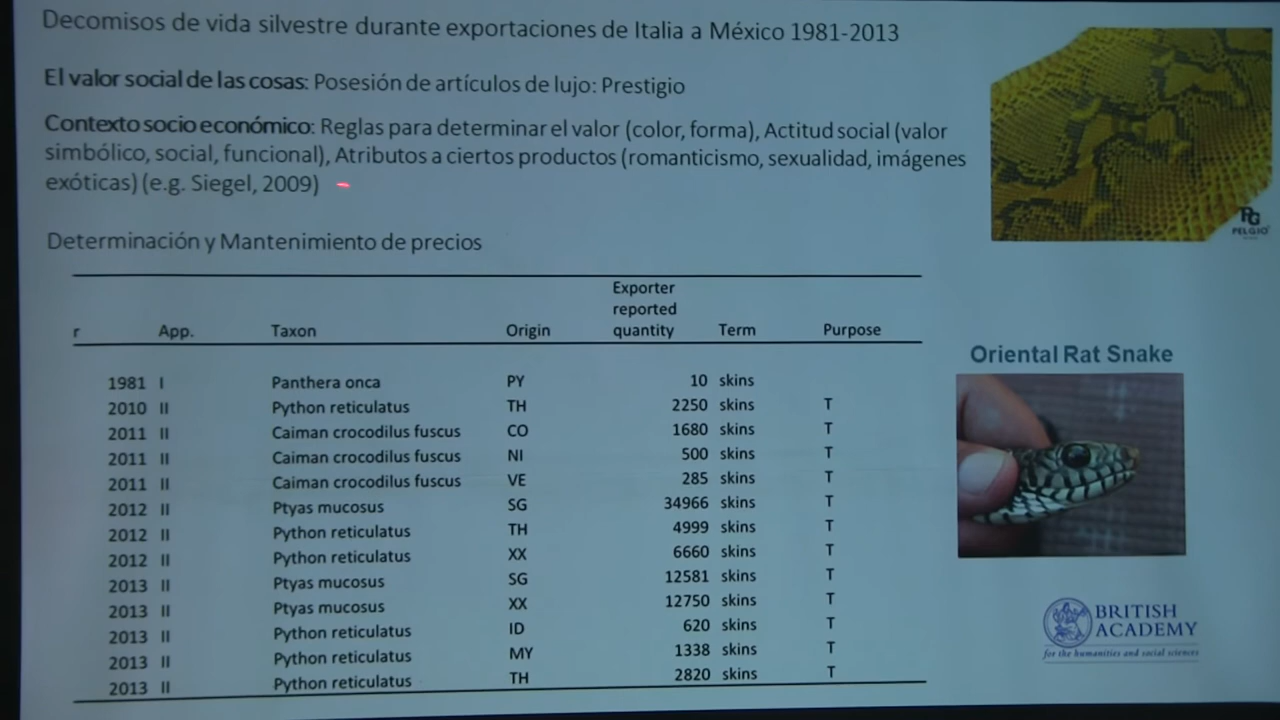 Decomisos de vida silvestre durante exportaciones de Italia a México 1981-2013
El valor social de las cosas: Posesión de artículos de lujo: Prestigio
Contexto socio económico: Reglas para determinar el valor (color, forma), Actitud social (valor
simbólico, social, funcional), Atributos a ciertos productos (romanticismo, sexualidad, imágenes
exóticas) (e.g. Siegel, 2009)
PG
PELGIO
Determinación y Mantenimiento de precios
r App. Taxon Origin Exporter reported quantity Term Purpose
1981 I Panthera onca PY 10 skins
2010 II Python reticulatus TH 2250 skins T
2011 II Caiman crocodilus fuscus CO 1680 skins T
2011 II Caiman crocodilus fuscus NI 500 skins T
2011 II Caiman crocodilus fuscus VE 285 skins T
2012 II Ptyas mucosus SG 34966 skins T
2012 II Python reticulatus TH 4999 skins T
2012 II Python reticulatus XX 6660 skins T
2013 II Ptyas mucosus SG 12581 skins T
2013 II Ptyas mucosus XX 12750 skins T
2013 II Python reticulatus ID 620 skins T
2013 II Python reticulatus MY 1338 skins T
2013 II Python reticulatus TH 2820 skins T
Oriental Rat Snake
BRITISH
ACADEMY
for the humanities and social sciences